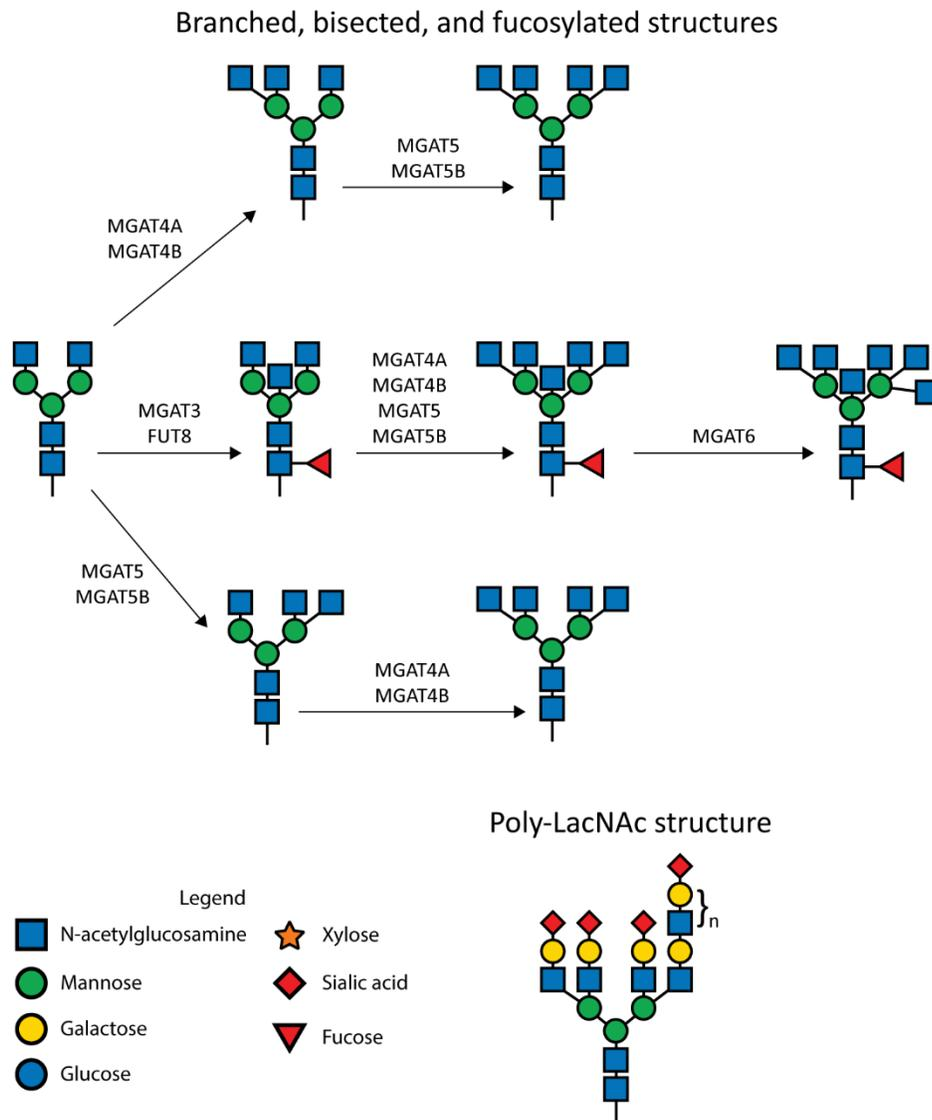 Branched, bisected, and fucosylated structures
MGAT5
MGAT5B
MGAT4A
MGAT4B
MGAT3
FUT8
MGAT4A
MGAT4B
MGAT5
MGAT5B
MGAT6
MGAT5
MGAT5B
MGAT4A
MGAT4B
Poly-LacNAc structure
n
Legend
N-acetylglucosamine
Xylose
Mannose
Sialic acid
Galactose
Fucose
Glucose